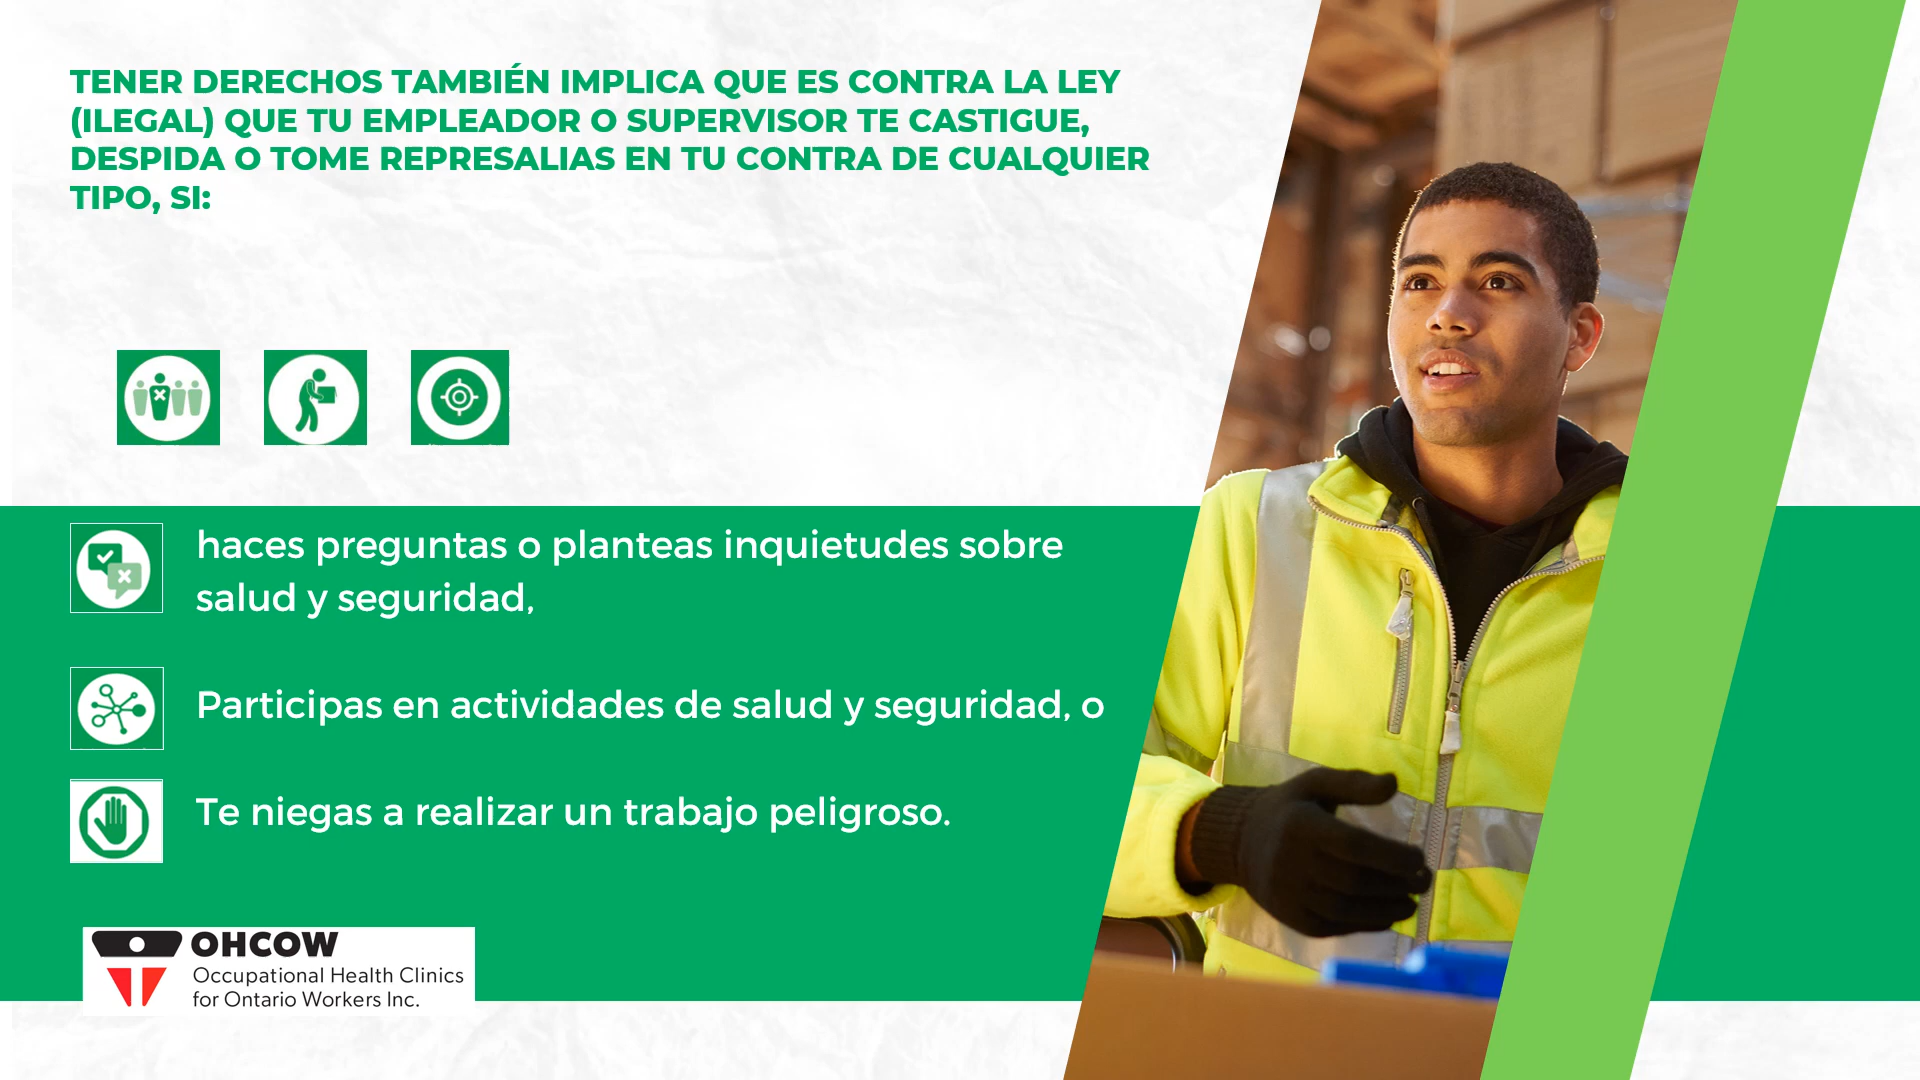 TENER DERECHOS TAMBIÉN IMPLICA QUE ES CONTRA LA LEY
(ILEGAL) QUE TU EMPLEADOR O SUPERVISOR TE CASTIGUE,
DESPIDA O TOME REPRESALIAS EN TU CONTRA DE CUALQUIER
TIPO, SI:
haces preguntas o planteas inquietudes sobre
salud y seguridad,
Participas en actividades de salud y seguridad, o
Te niegas a realizar un trabajo peligroso.
OHCOW
Occupational Health Clinics
for Ontario Workers Inc.